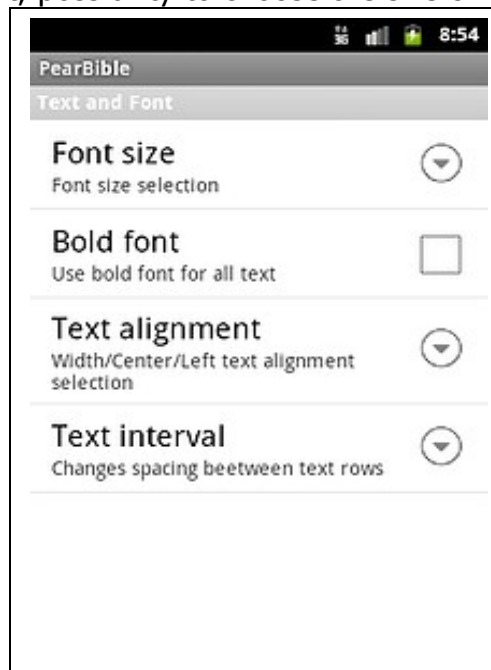 3G 8:54
PearBible
Text and Font
Font size
Font size selection
Bold font
Use bold font for all text
Text alignment
Width/Center/Left text alignment
selection
Text interval
Changes spacing beetween text rows